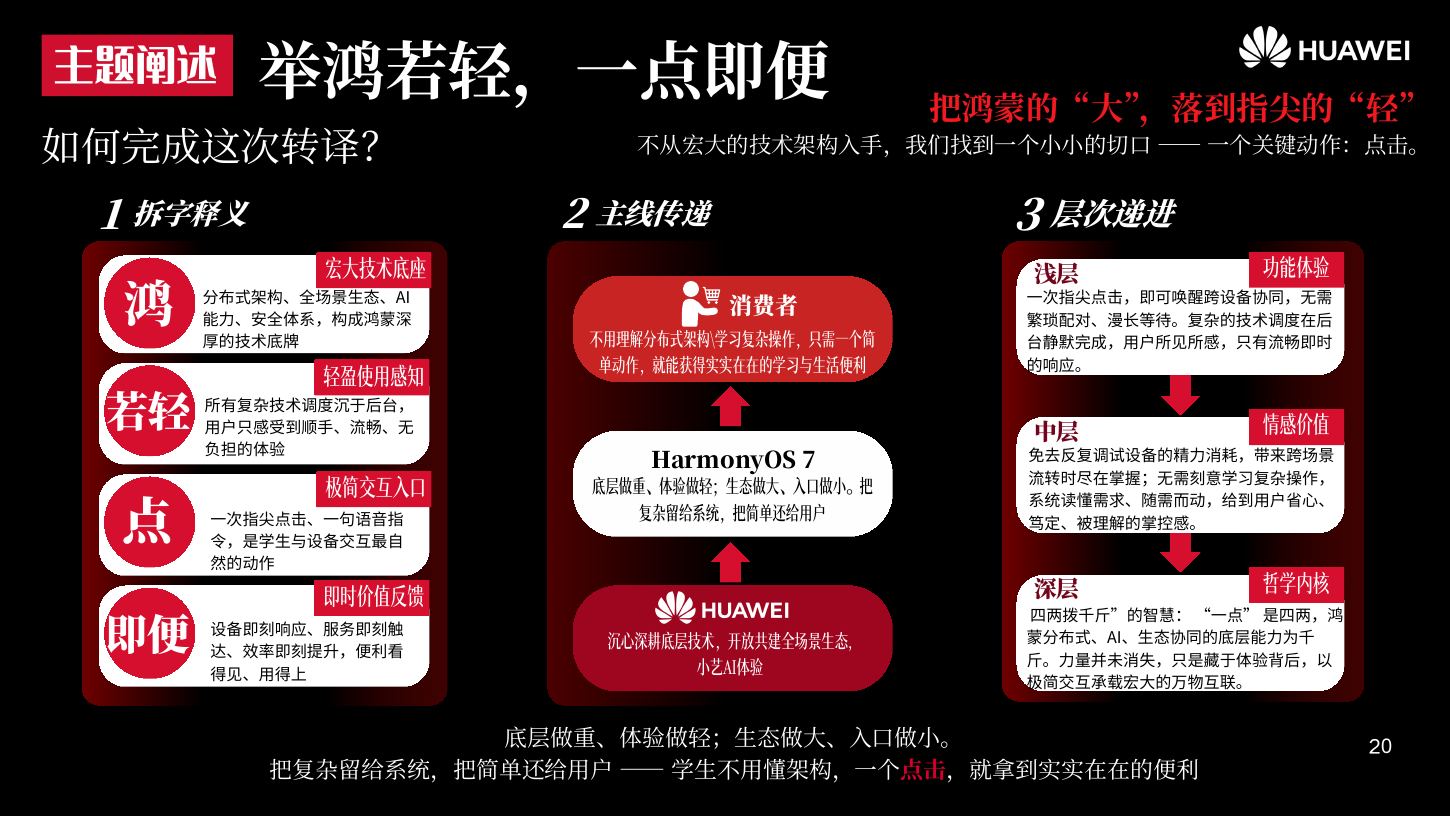 主题阐述
举鸿若轻，一点即便
HUAWEI
把鸿蒙的“大”，落到指尖的“轻”
如何完成这次转译？
不从宏大的技术架构入手，我们找到一个小小的切口 —— 一个关键动作：点击。
1 拆字释义
鸿
宏大技术底座
分布式架构、全场景生态、AI
能力、安全体系，构成鸿蒙深
厚的技术底牌
若轻
轻盈使用感知
所有复杂技术调度沉于后台，
用户只感受到顺手、流畅、无
负担的体验
点
极简交互入口
一次指尖点击、一句语音指
令，是学生与设备交互最自
然的动作
即便
即时价值反馈
设备即刻响应、服务即刻触
达、效率即刻提升，便利看
得见、用得上
2 主线传递
消费者
不用理解分布式架构\学习复杂操作，只需一个简
单动作，就能获得实实在在的学习与生活便利
HarmonyOS 7
底层做重、体验做轻；生态做大、入口做小。把
复杂留给系统，把简单还给用户
HUAWEI
沉心深耕底层技术，开放共建全场景生态，
小艺AI体验
3 层次递进
浅层
功能体验
一次指尖点击，即可唤醒跨设备协同，无需
繁琐配对、漫长等待。复杂的技术调度在后
台静默完成，用户所见所感，只有流畅即时
的响应。
中层
情感价值
免去反复调试设备的精力消耗，带来跨场景
流转时尽在掌握；无需刻意学习复杂操作，
系统读懂需求、随需而动，给到用户省心、
笃定、被理解的掌控感。
深层
哲学内核
四两拨千斤”的智慧： “一点” 是四两，鸿
蒙分布式、AI、生态协同的底层能力为千
斤。力量并未消失，只是藏于体验背后，以
极简交互承载宏大的万物互联。
底层做重、体验做轻；生态做大、入口做小。
把复杂留给系统，把简单还给用户 —— 学生不用懂架构，一个点击，就拿到实实在在的便利
20